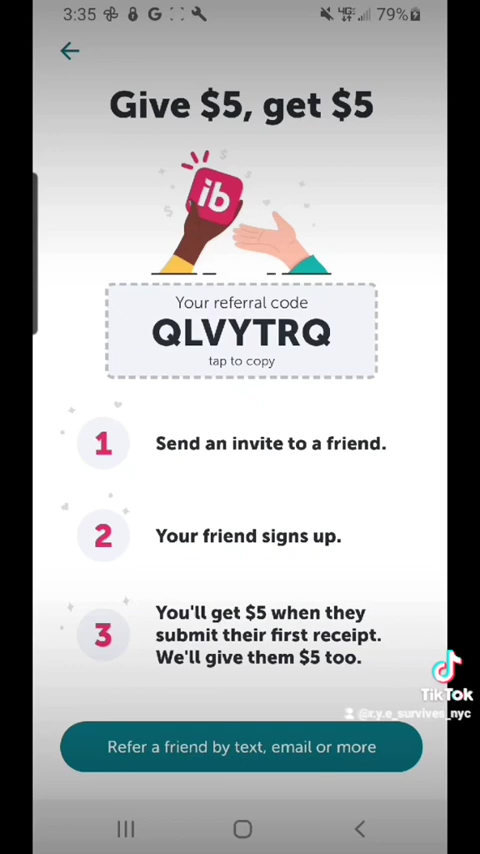 3:35 G 4GE 79%
Give $5, get $5
ib
Your referral code
QLVYTRQ
tap to copy
1 Send an invite to a friend.
2 Your friend signs up.
3 You'll get $5 when they
submit their first receipt.
We'll give them $5 too.
TikTok
@r.y.e_survives_nyc
Refer a friend by text, email or more